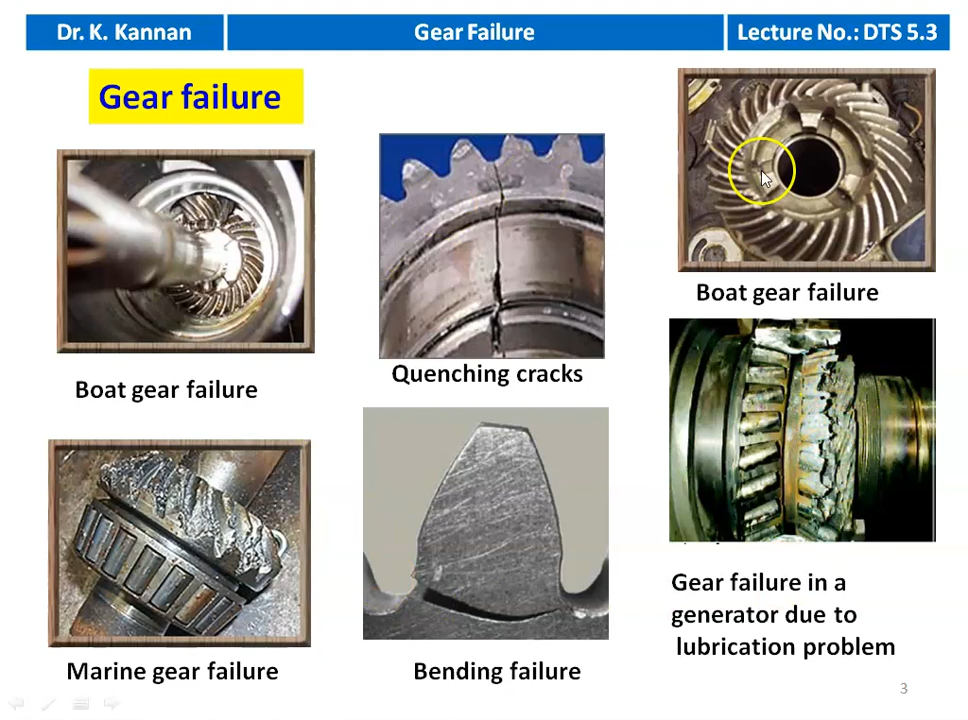 Dr. K. Kannan
Gear Failure
Lecture No.: DTS 5.3
Gear failure
Boat gear failure
Quenching cracks
Boat gear failure
Marine gear failure
Bending failure
Gear failure in a
generator due to
lubrication problem
3